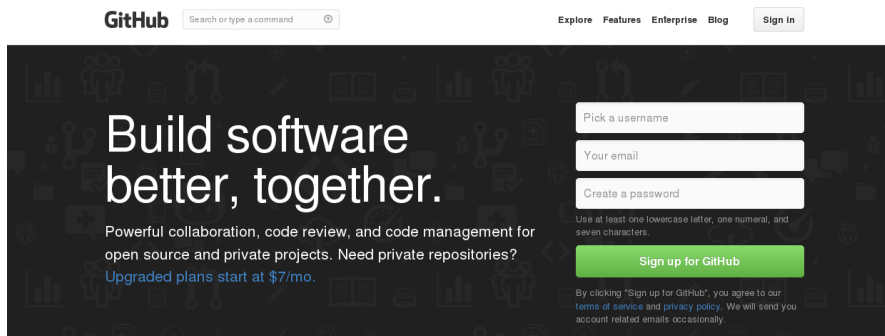 GitHub
Search or type a command
Explore Features Enterprise Blog Sign in
Build software
better, together.
Powerful collaboration, code review, and code management for
open source and private projects. Need private repositories?
Upgraded plans start at $7/mo.
Pick a username
Your email
Create a password
Use at least one lowercase letter, one numeral, and
seven characters.
Sign up for GitHub
By clicking "Sign up for GitHub", you agree to our
terms of service and privacy policy. We will send you
account related emails occasionally.